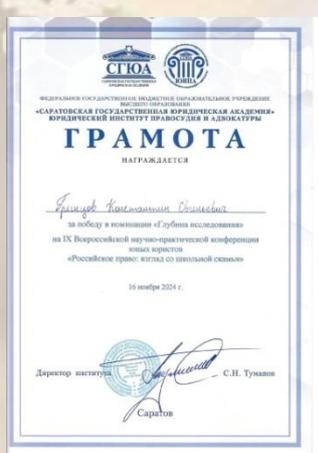 СГЮА
ЮИПА
ФЕДЕРАЛЬНОЕ ГОСУДАРСТВЕННОЕ БЮДЖЕТНОЕ ОБРАЗОВАТЕЛЬНОЕ УЧРЕЖДЕНИЕ
ВЫСШЕГО ОБРАЗОВАНИЯ
«САРАТОВСКАЯ ГОСУДАРСТВЕННАЯ ЮРИДИЧЕСКАЯ АКАДЕМИЯ»
ЮРИДИЧЕСКИЙ ИНСТИТУТ ПРАВОСУДИЯ И АДВОКАТУРЫ
ГРАМОТА
НАГРАЖДАЕТСЯ
Константин
за победу в номинации «Глубина исследования»
на IX Всероссийской научно-практической конференции
юных юристов
«Российское право: взгляд со школьной скамьи»
16 ноября 2024 г.
Директор института С.Н. Туманов
Саратов